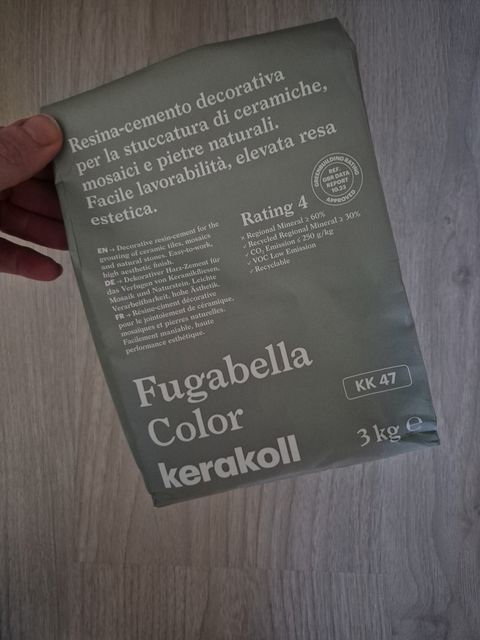 Resina-cemento decorativa
per la stuccatura di ceramiche,
mosaici e pietre naturali.
Facile lavorabilità, elevata resa
estetica.
GREENBUILDING RATING
REF.
GBR DATA
REPORT
10.23
APPROVED
EN → Decorative resin-cement for the
grouting of ceramic tiles, mosaics
and natural stones. Easy-to-work,
high aesthetic finish.
DE → Dekorativer Harz-Zement für
das Verfugen von Keramikfliesen,
Mosaik und Naturstein. Leichte
Verarbeitbarkeit, hohe Ästhetik.
FR → Résine-ciment décorative
pour le jointoiement de céramique,
mosaïques et pierres naturelles.
Facilement maniable, haute
performance esthétique.
Rating 4
✓ Regional Mineral ≥ 60%
✓ Recycled Regional Mineral ≥ 30%
✓ CO₂ Emission ≤ 250 g/kg
✓ VOC Low Emission
✓ Recyclable
Fugabella
Color
KK 47
kerakoll
3 kg ℮